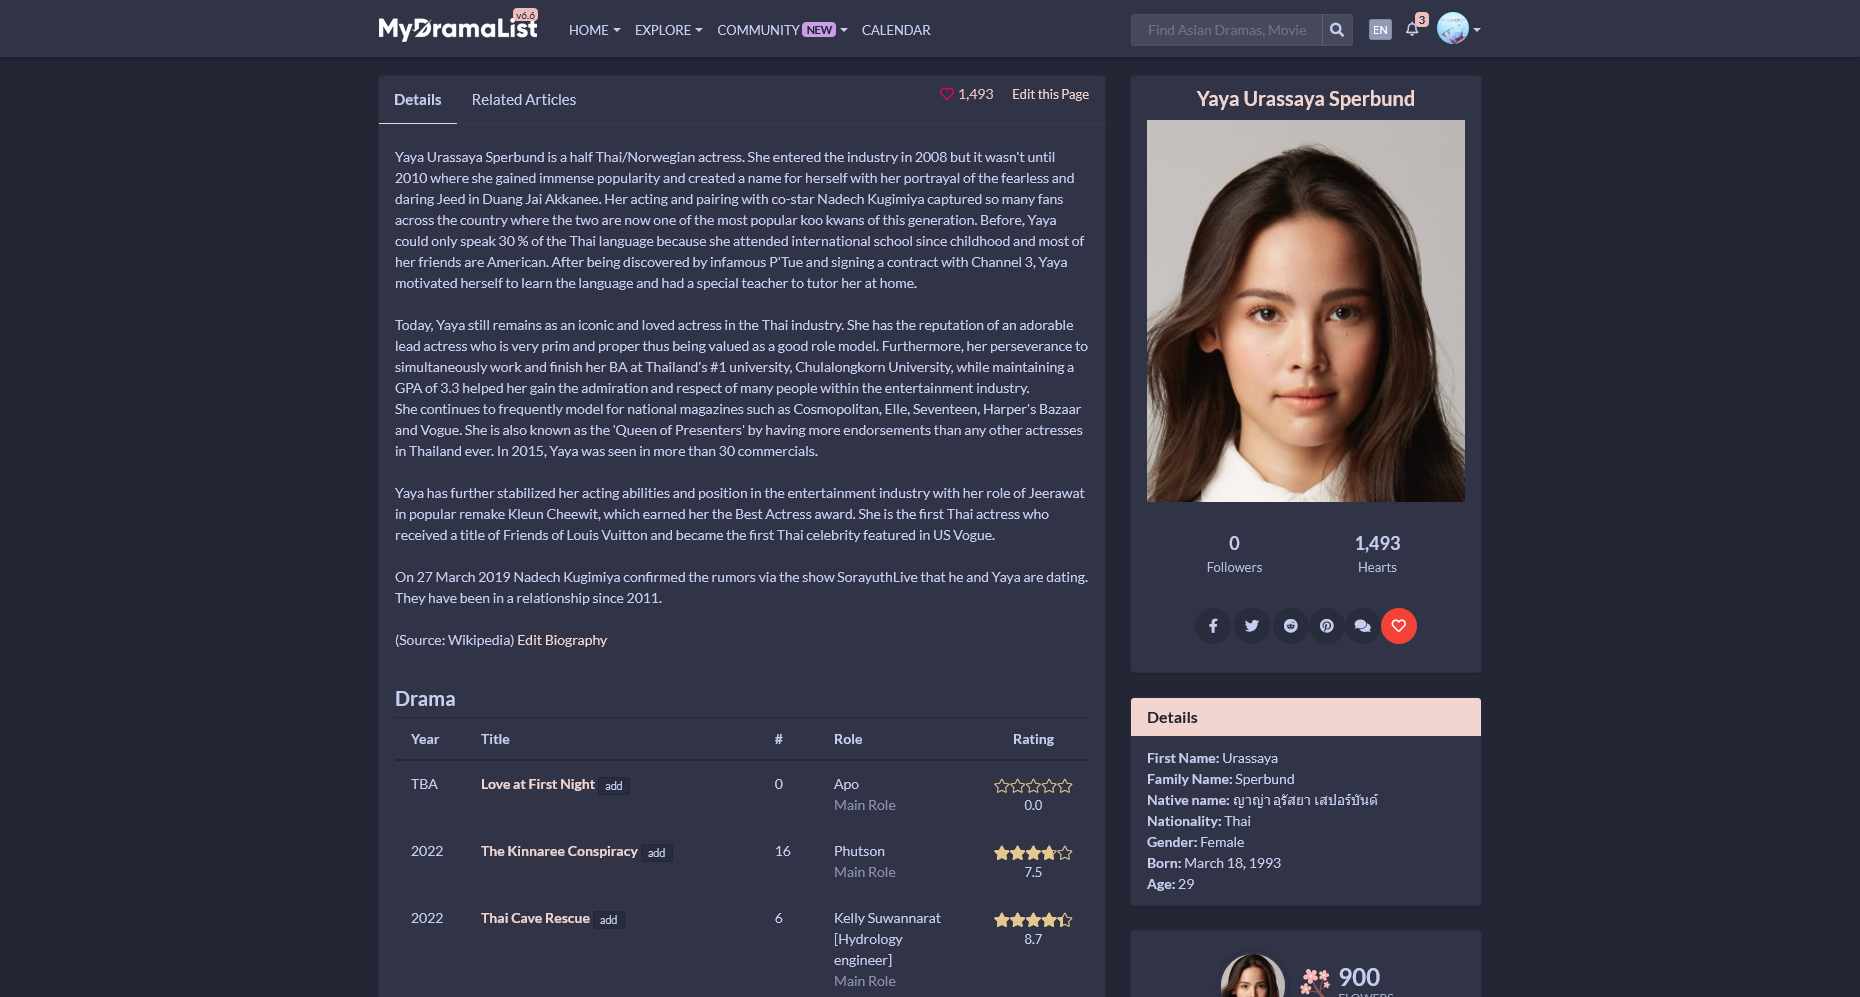 MyDramaList
v6.6
HOME
EXPLORE
COMMUNITY NEW
CALENDAR
Find Asian Dramas, Movie
EN
3
Details
Related Articles
1,493
Edit this Page
Yaya Urassaya Sperbund is a half Thai/Norwegian actress. She entered the industry in 2008 but it wasn't until
2010 where she gained immense popularity and created a name for herself with her portrayal of the fearless and
daring Jeed in Duang Jai Akkanee. Her acting and pairing with co-star Nadech Kugimiya captured so many fans
across the country where the two are now one of the most popular koo kwans of this generation. Before, Yaya
could only speak 30 % of the Thai language because she attended international school since childhood and most of
her friends are American. After being discovered by infamous P'Tue and signing a contract with Channel 3, Yaya
motivated herself to learn the language and had a special teacher to tutor her at home.
Today, Yaya still remains as an iconic and loved actress in the Thai industry. She has the reputation of an adorable
lead actress who is very prim and proper thus being valued as a good role model. Furthermore, her perseverance to
simultaneously work and finish her BA at Thailand's #1 university, Chulalongkorn University, while maintaining a
GPA of 3.3 helped her gain the admiration and respect of many people within the entertainment industry.
She continues to frequently model for national magazines such as Cosmopolitan, Elle, Seventeen, Harper's Bazaar
and Vogue. She is also known as the 'Queen of Presenters' by having more endorsements than any other actresses
in Thailand ever. In 2015, Yaya was seen in more than 30 commercials.
Yaya has further stabilized her acting abilities and position in the entertainment industry with her role of Jeerawat
in popular remake Kleun Cheewit, which earned her the Best Actress award. She is the first Thai actress who
received a title of Friends of Louis Vuitton and became the first Thai celebrity featured in US Vogue.
On 27 March 2019 Nadech Kugimiya confirmed the rumors via the show SorayuthLive that he and Yaya are dating.
They have been in a relationship since 2011.
(Source: Wikipedia) Edit Biography
Drama
Year Title # Role Rating
TBA Love at First Night add 0 Apo
Main Role 0.0
2022 The Kinnaree Conspiracy add 16 Phutson
Main Role 7.5
2022 Thai Cave Rescue add 6 Kelly Suwannarat
[Hydrology 8.7
engineer]
Main Role
Yaya Urassaya Sperbund
0 1,493
Followers Hearts
Details
First Name: Urassaya
Family Name: Sperbund
Native name: ญาญ่า อุรัสยา เสปอร์บันด์
Nationality: Thai
Gender: Female
Born: March 18, 1993
Age: 29
900
FLOWERS